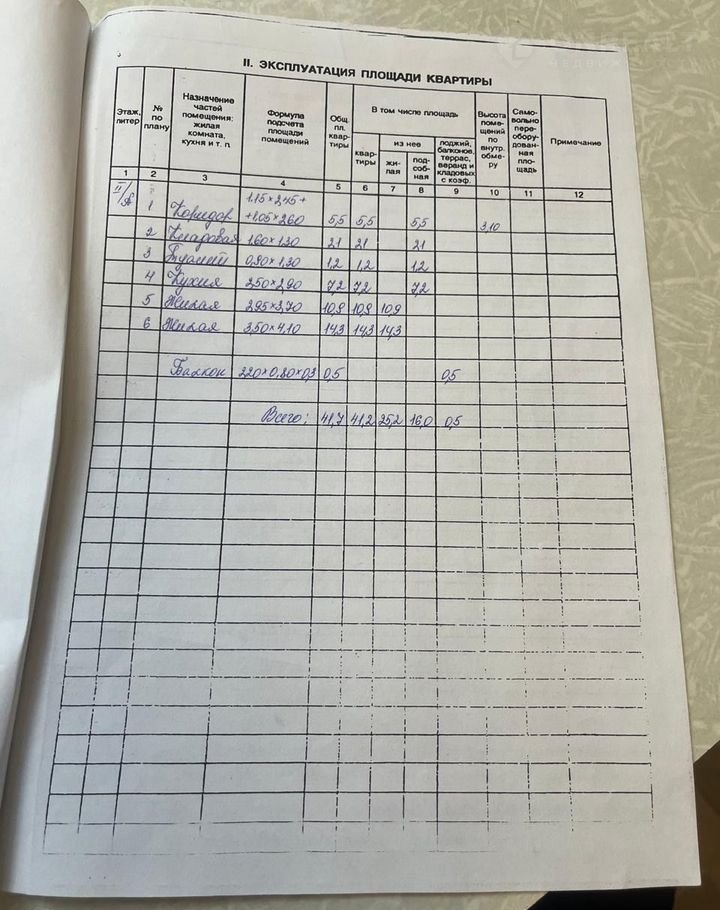 II. ЭКСПЛУАТАЦИЯ ПЛОЩАДИ КВАРТИРЫ
Этаж, литер
№ по плану
Назначение частей помещения: жилая комната, кухня и т. п.
Формула подсчета площади помещений
Общ. пл. квартиры
В том числе площадь
квартиры
из нее
жилая
подсобная
лоджий, балконов, террас, веранд и кладовых с коэф.
Высота помещений по внутр. обмеру
Самовольно переоборудованная площадь
Примечание
1 2 3 4 5 6 7 8 9 10 11 12
II/А 1 Коридор 1.15×2,45+ +1.05×2.60 5,5 5,5 5,5 3,10
2 Кладовая 1.60×1.30 2.1 2.1 2.1
3 Туалет 0,90×1,30 1,2 1,2 1.2
4 Кухня 2.50×2.90 7,2 7,2 7,2
5 Жилая 2.95×3,70 10,9 10,9 10,9
6 Жилая 3,50×4,10 14,3 14,3 14,3
Балкон 2.20×0,80×0,3 0,5 0,5
Всего: 41,7 41,2 25,2 16,0 0,5